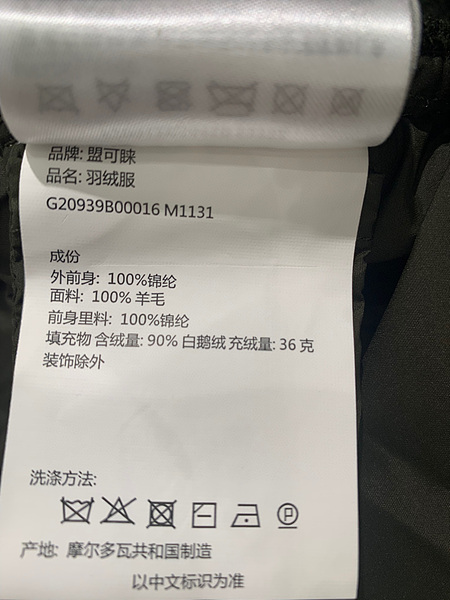 品牌: 盟可睐
品名: 羽绒服
G20939B00016 M1131
成份
外前身: 100%锦纶
面料: 100% 羊毛
前身里料: 100%锦纶
填充物 含绒量: 90% 白鹅绒 充绒量: 36 克
装饰除外
洗涤方法:
P
产地: 摩尔多瓦共和国制造
以中文标识为准